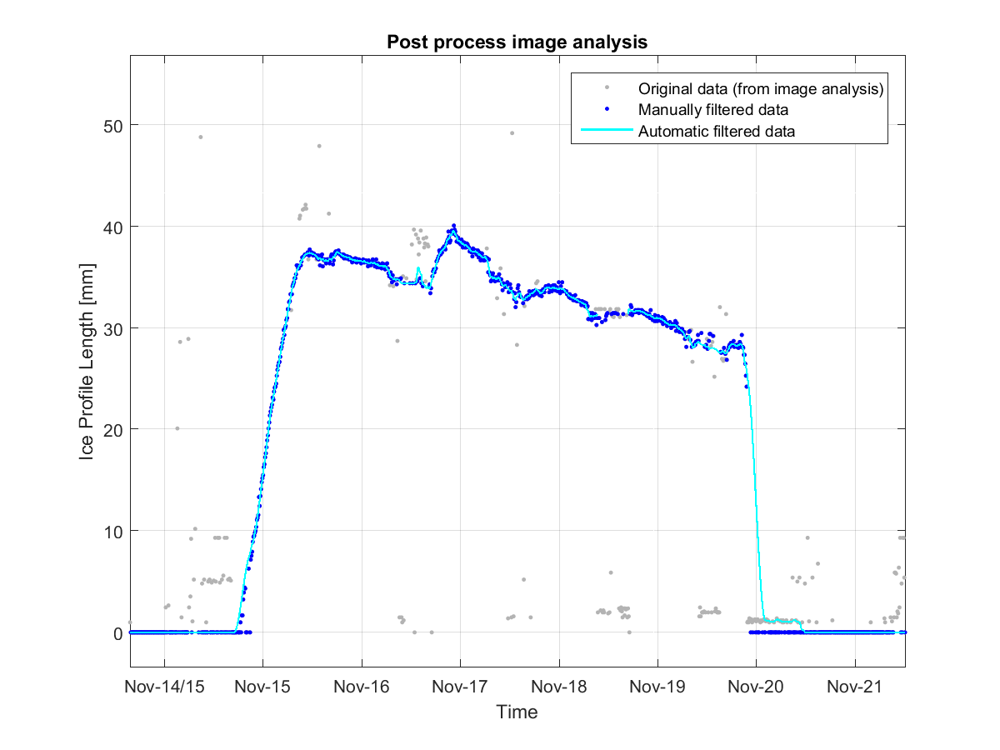 Post process image analysis
Original data (from image analysis)
Manually filtered data
Automatic filtered data
50
40
30
20
10
0
Ice Profile Length [mm]
Nov-14/15 Nov-15 Nov-16 Nov-17 Nov-18 Nov-19 Nov-20 Nov-21
Time